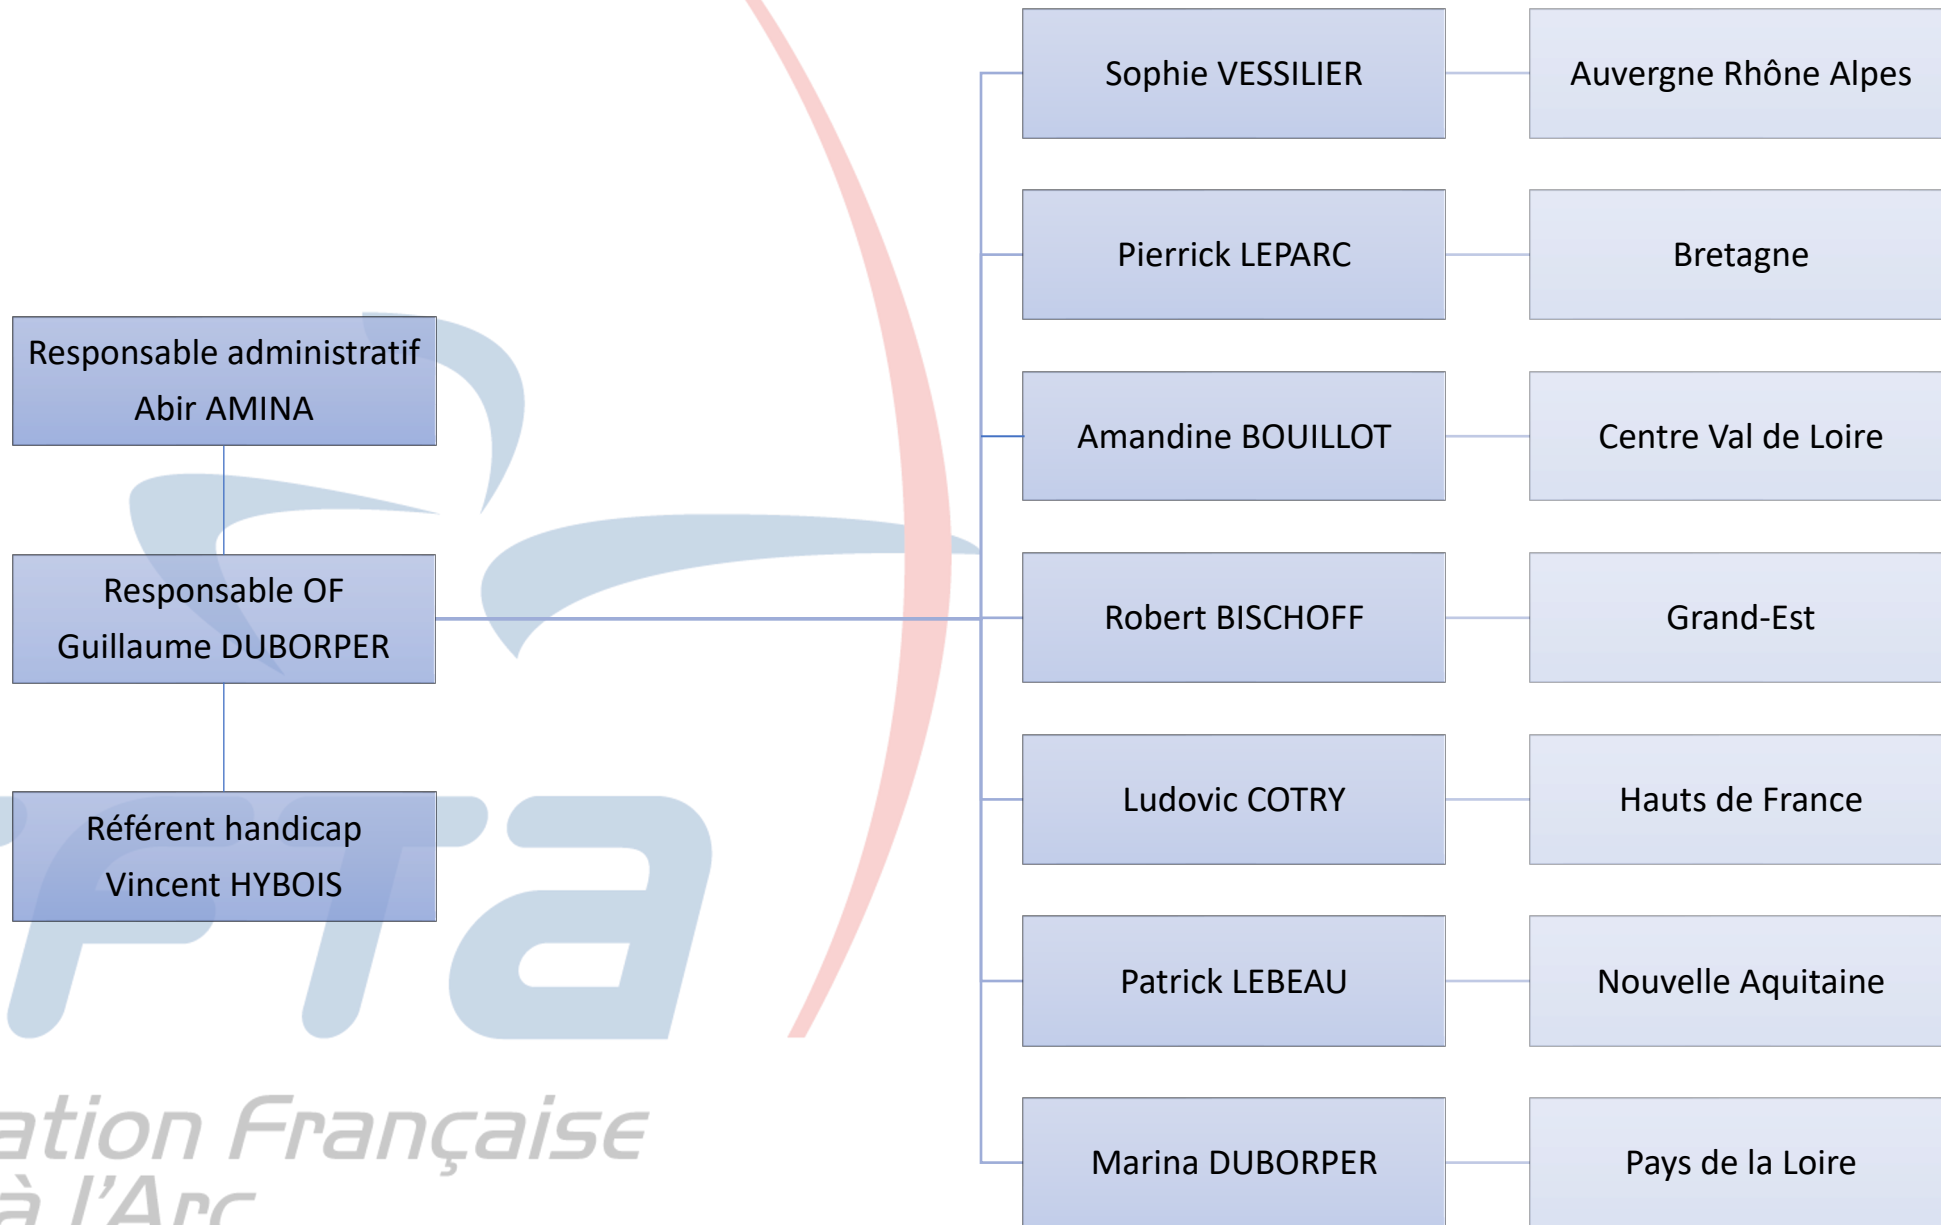 Responsable administratif
Abir AMINA
Responsable OF
Guillaume DUBORPER
Référent handicap
Vincent HYBOIS
Sophie VESSILIER
Auvergne Rhône Alpes
Pierrick LEPARC
Bretagne
Amandine BOUILLOT
Centre Val de Loire
Robert BISCHOFF
Grand-Est
Ludovic COTRY
Hauts de France
Patrick LEBEAU
Nouvelle Aquitaine
Marina DUBORPER
Pays de la Loire
FTa
ation Française
à l'Arc